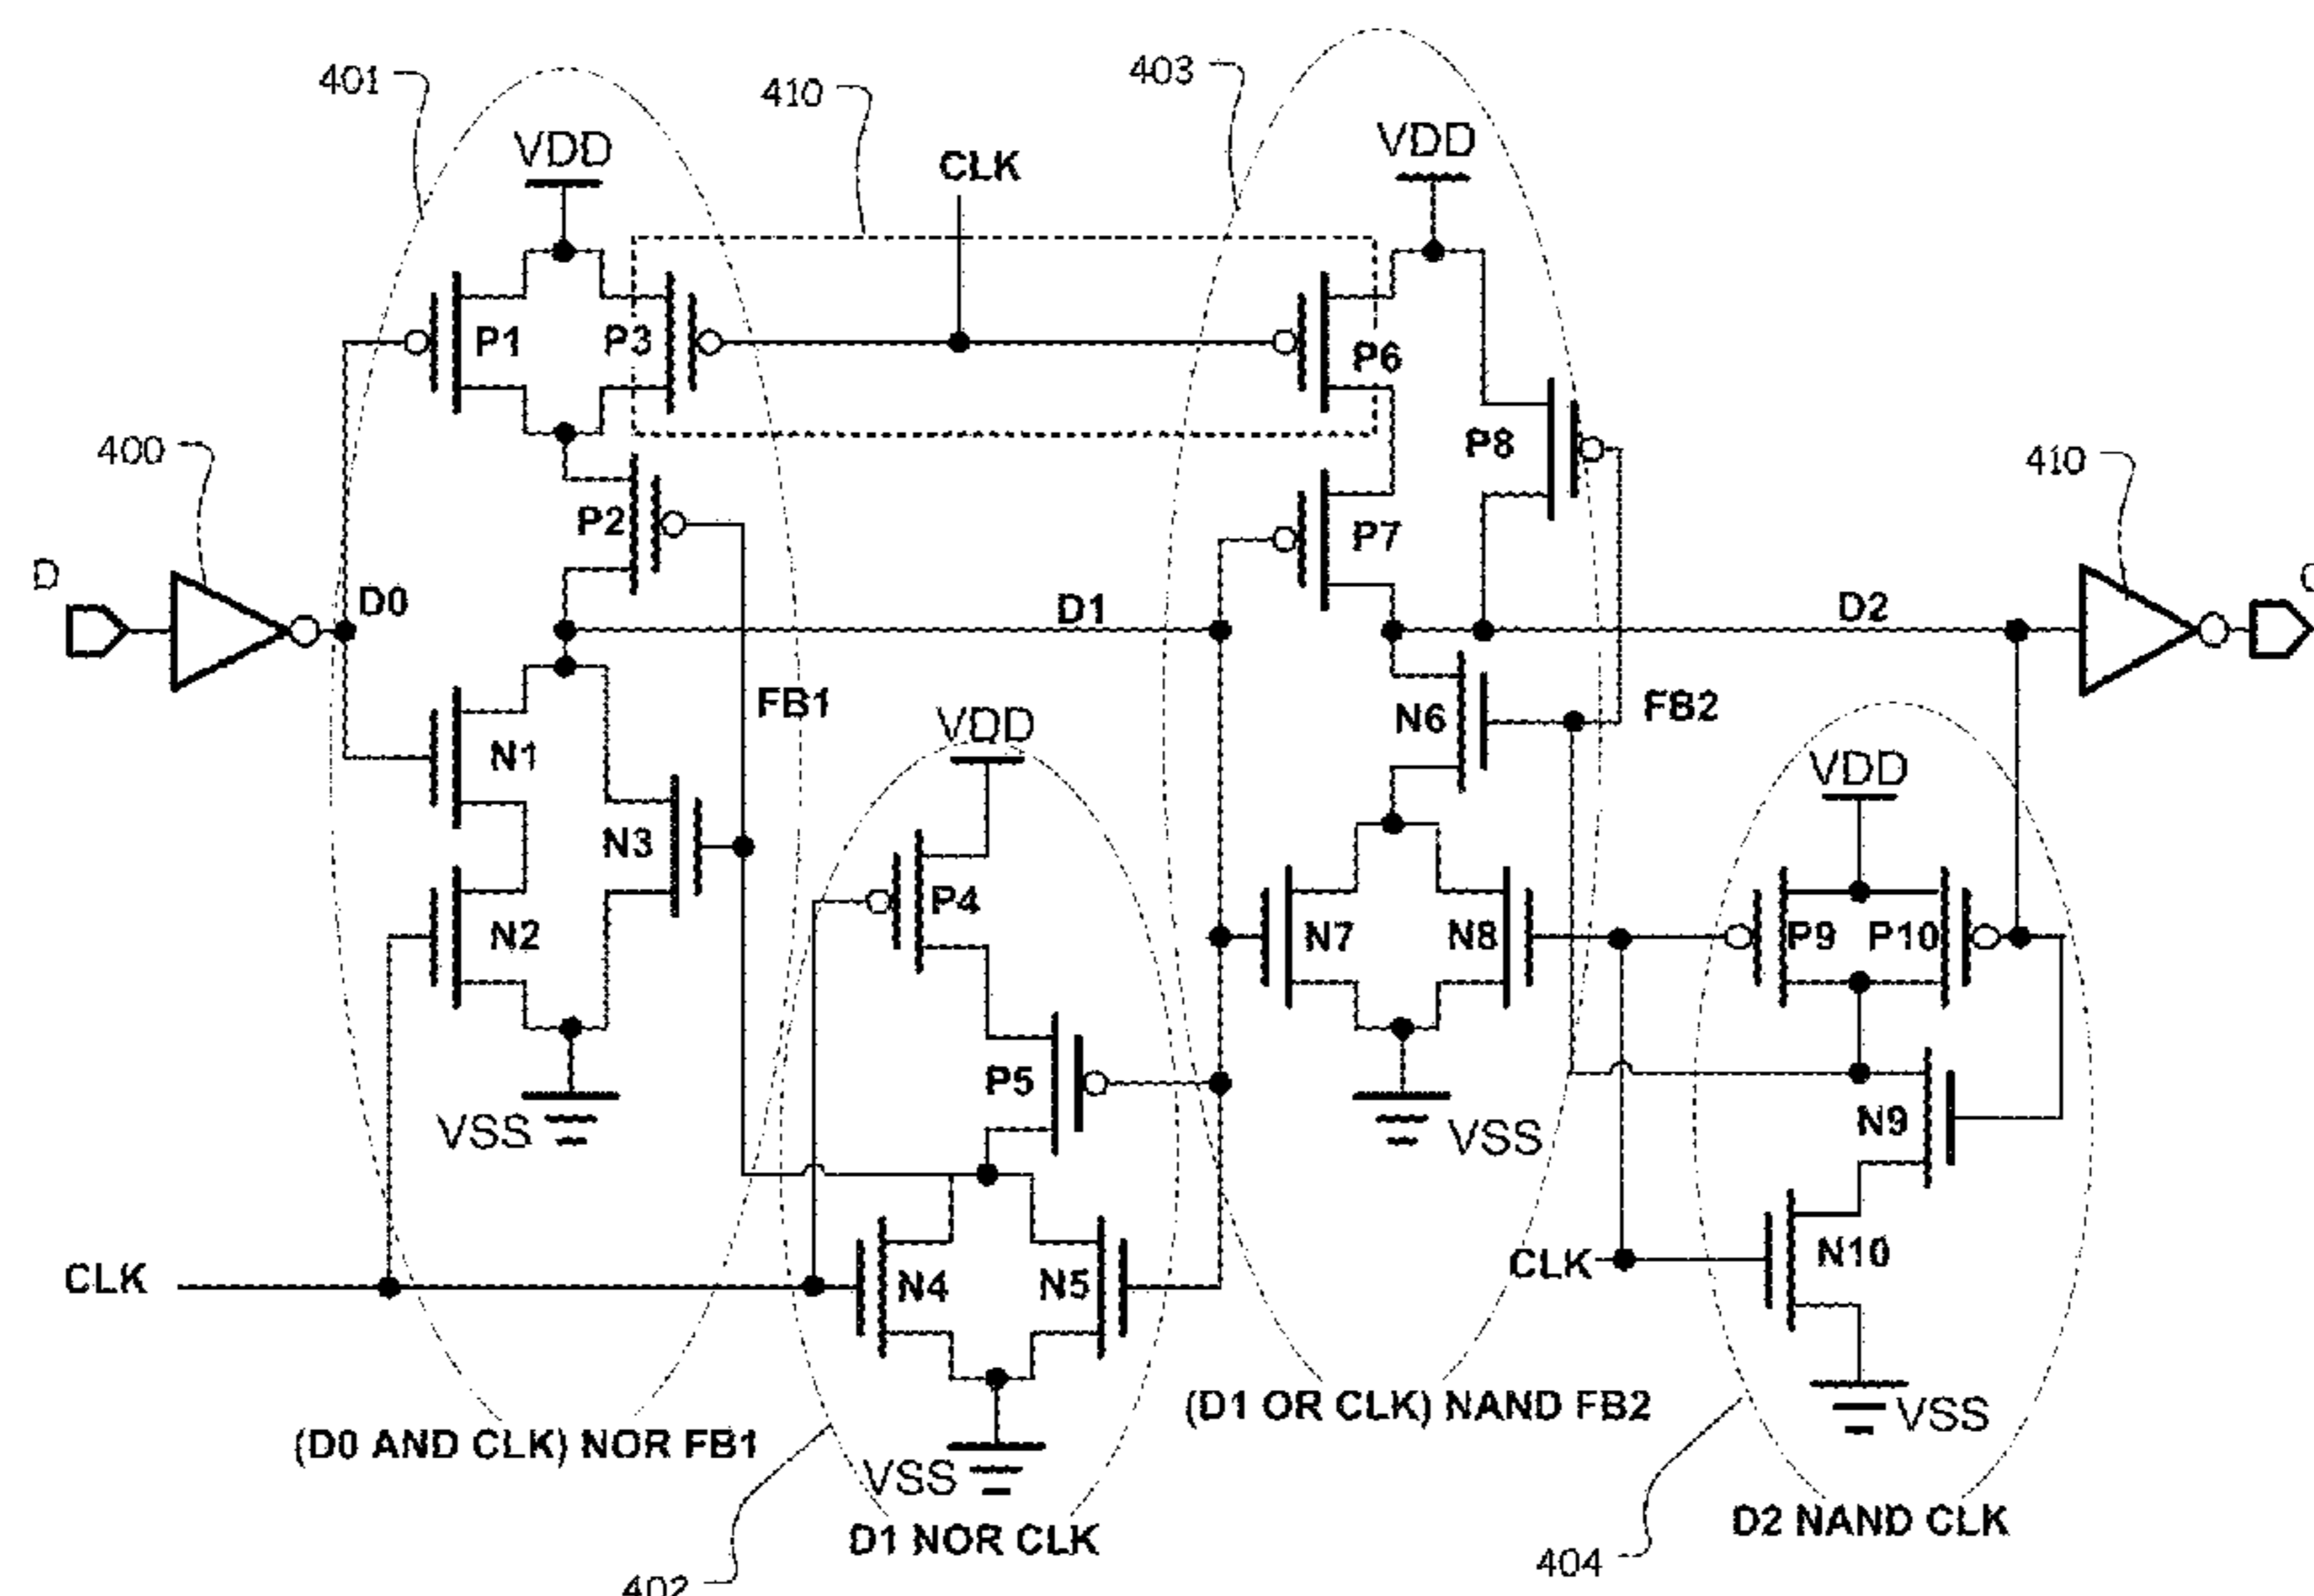 401
410
403
VDD
CLK
VDD
P1
P3
P6
P8
400
P2
P7
410
D
D0
D1
D2
N1
FB1
VDD
N6
FB2
N3
VDD
P4
N2
N7
N8
P9
P10
P5
VSS
VSS
N9
CLK
N4
N5
CLK
N10
(D0 AND CLK) NOR FB1
VSS
(D1 OR CLK) NAND FB2
VSS
D1 NOR CLK
D2 NAND CLK
402
404